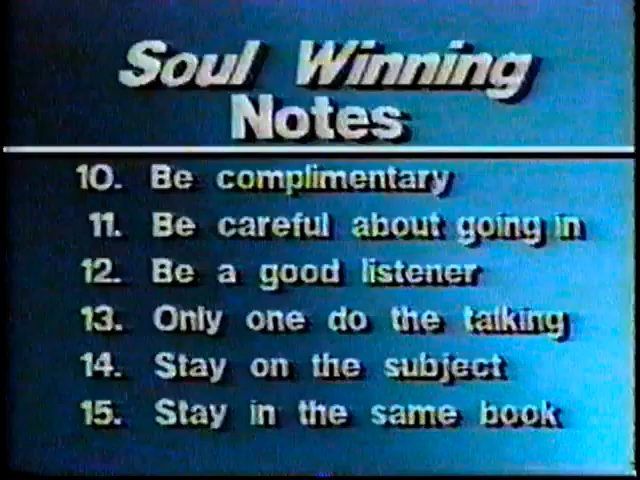 Soul Winning
Notes
10. Be complimentary
11. Be careful about going in
12. Be a good listener
13. Only one do the talking
14. Stay on the subject
15. Stay in the same book